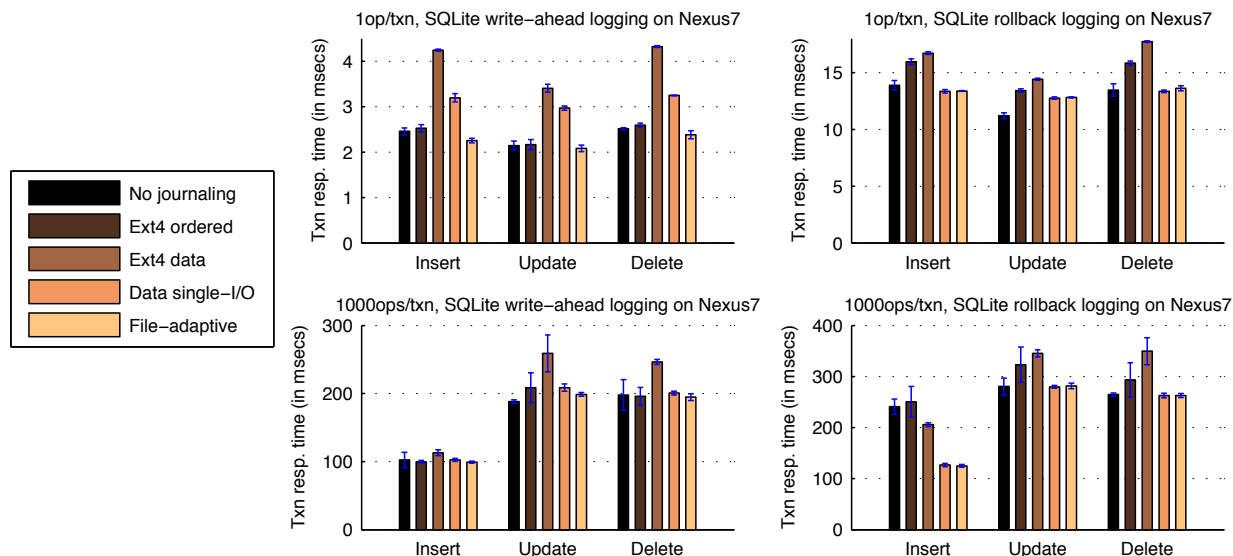 1op/txn, SQLite write−ahead logging on Nexus7
Txn resp. time (in msecs)
4
3
2
1
0
Insert
Update
Delete
1op/txn, SQLite rollback logging on Nexus7
Txn resp. time (in msecs)
15
10
5
0
Insert
Update
Delete
No journaling
Ext4 ordered
Ext4 data
Data single−I/O
File−adaptive
1000ops/txn, SQLite write−ahead logging on Nexus7
Txn resp. time (in msecs)
300
200
100
0
Insert
Update
Delete
1000ops/txn, SQLite rollback logging on Nexus7
Txn resp. time (in msecs)
400
300
200
100
0
Insert
Update
Delete